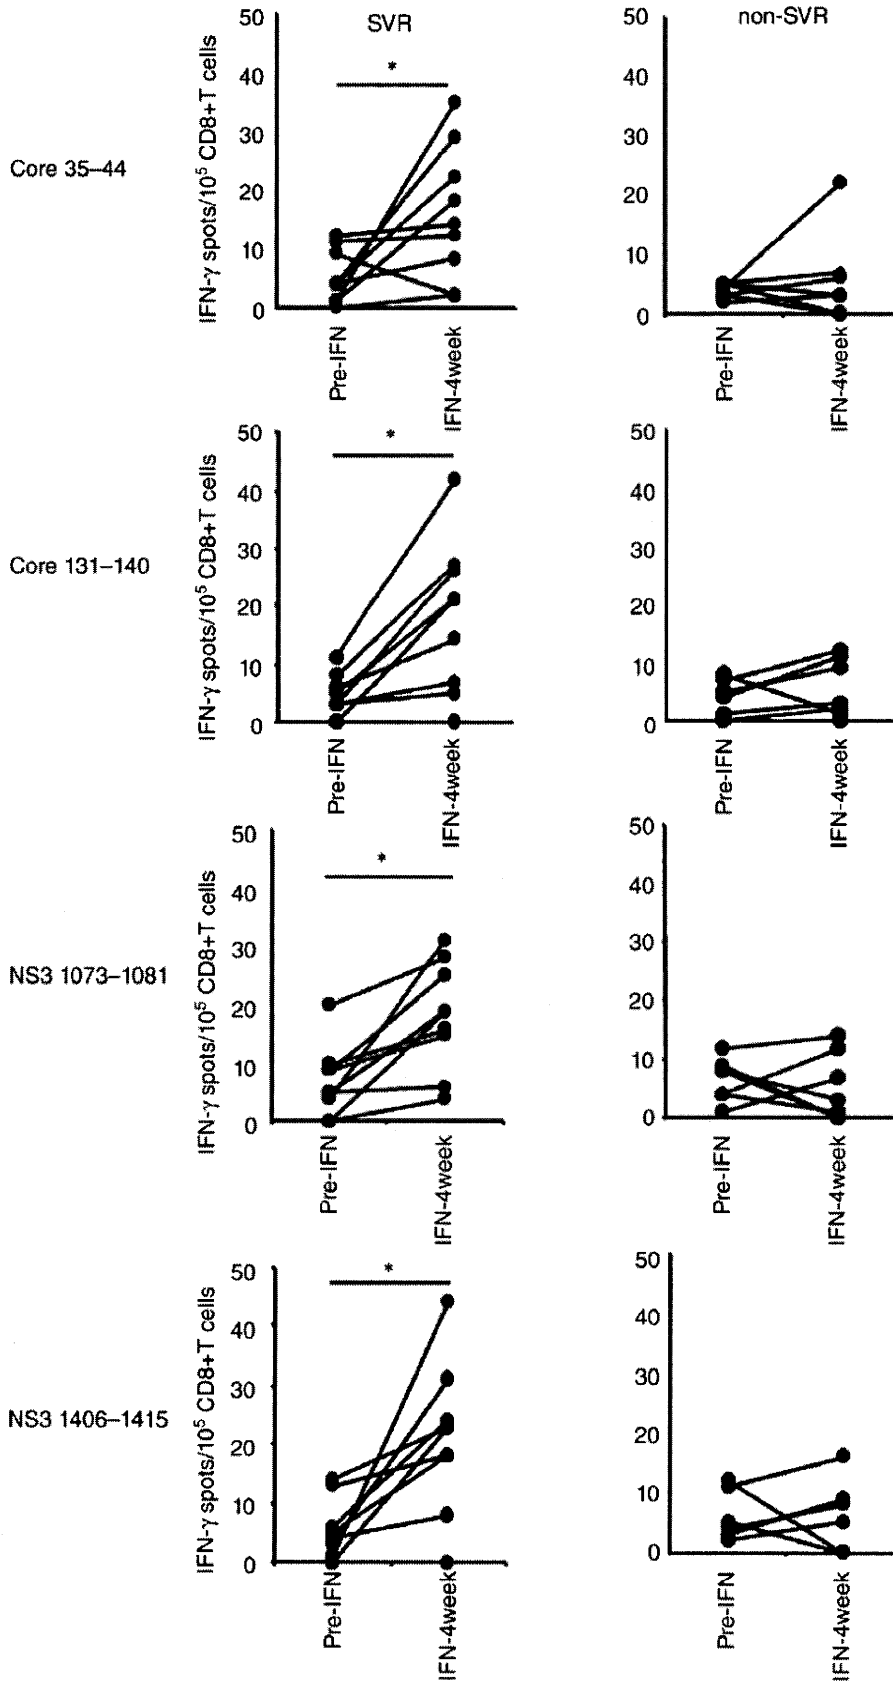 SVR
non-SVR
Core 35–44
IFN-γ spots/10⁵ CD8+T cells
50
40
30
20
10
0
*
Pre-IFN
IFN-4week
50
40
30
20
10
0
Pre-IFN
IFN-4week
Core 131–140
IFN-γ spots/10⁵ CD8+T cells
50
40
30
20
10
0
*
Pre-IFN
IFN-4week
50
40
30
20
10
0
Pre-IFN
IFN-4week
NS3 1073–1081
IFN-γ spots/10⁵ CD8+T cells
50
40
30
20
10
0
*
Pre-IFN
IFN-4week
50
40
30
20
10
0
Pre-IFN
IFN-4week
NS3 1406–1415
IFN-γ spots/10⁵ CD8+T cells
50
40
30
20
10
0
*
Pre-IFN
IFN-4week
50
40
30
20
10
0
Pre-IFN
IFN-4week